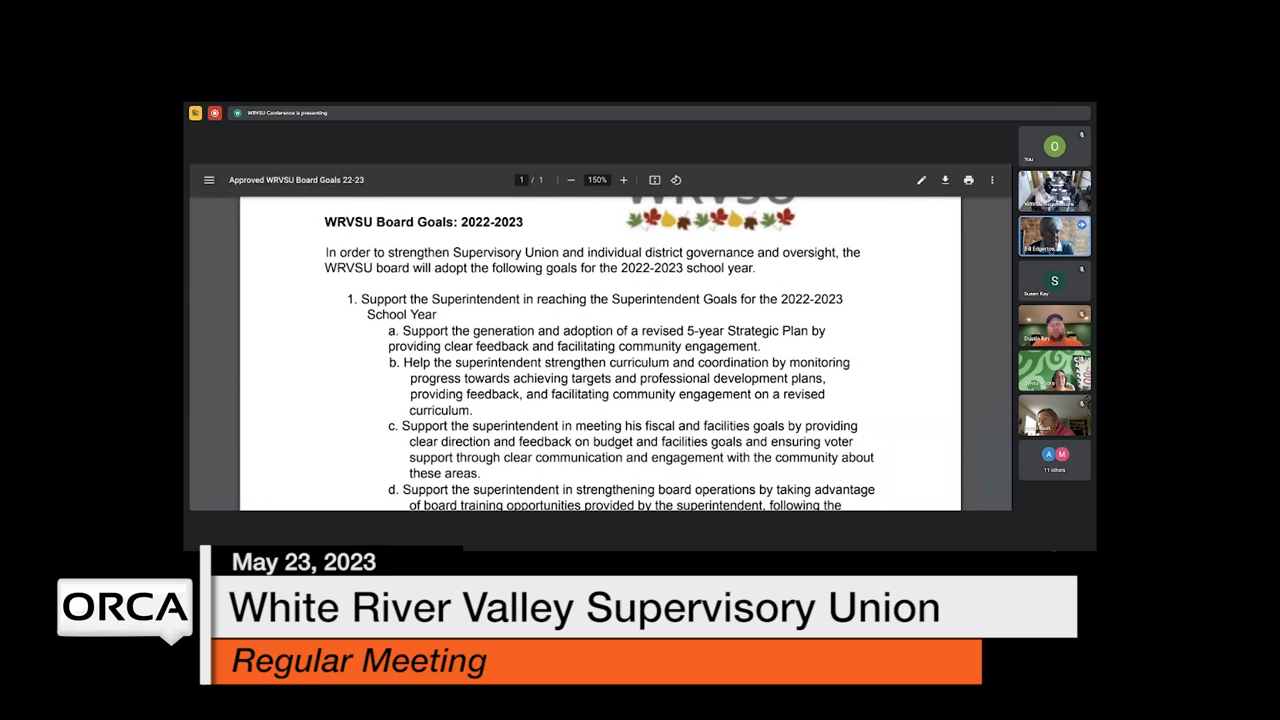 WRVSU Conference is presenting
Approved WRVSU Board Goals 22-23
1 / 1
150%
WRVSU
WRVSU Board Goals: 2022-2023
In order to strengthen Supervisory Union and individual district governance and oversight, the
WRVSU board will adopt the following goals for the 2022-2023 school year.
1. Support the Superintendent in reaching the Superintendent Goals for the 2022-2023
School Year
a. Support the generation and adoption of a revised 5-year Strategic Plan by
providing clear feedback and facilitating community engagement.
b. Help the superintendent strengthen curriculum and coordination by monitoring
progress towards achieving targets and professional development plans,
providing feedback, and facilitating community engagement on a revised
curriculum.
c. Support the superintendent in meeting his fiscal and facilities goals by providing
clear direction and feedback on budget and facilities goals and ensuring voter
support through clear communication and engagement with the community about
these areas.
d. Support the superintendent in strengthening board operations by taking advantage
of board training opportunities provided by the superintendent, following the
O
You
Bill Edgerton
S
Susan Kay
A M
11 others
May 23, 2023
ORCA
White River Valley Supervisory Union
Regular Meeting